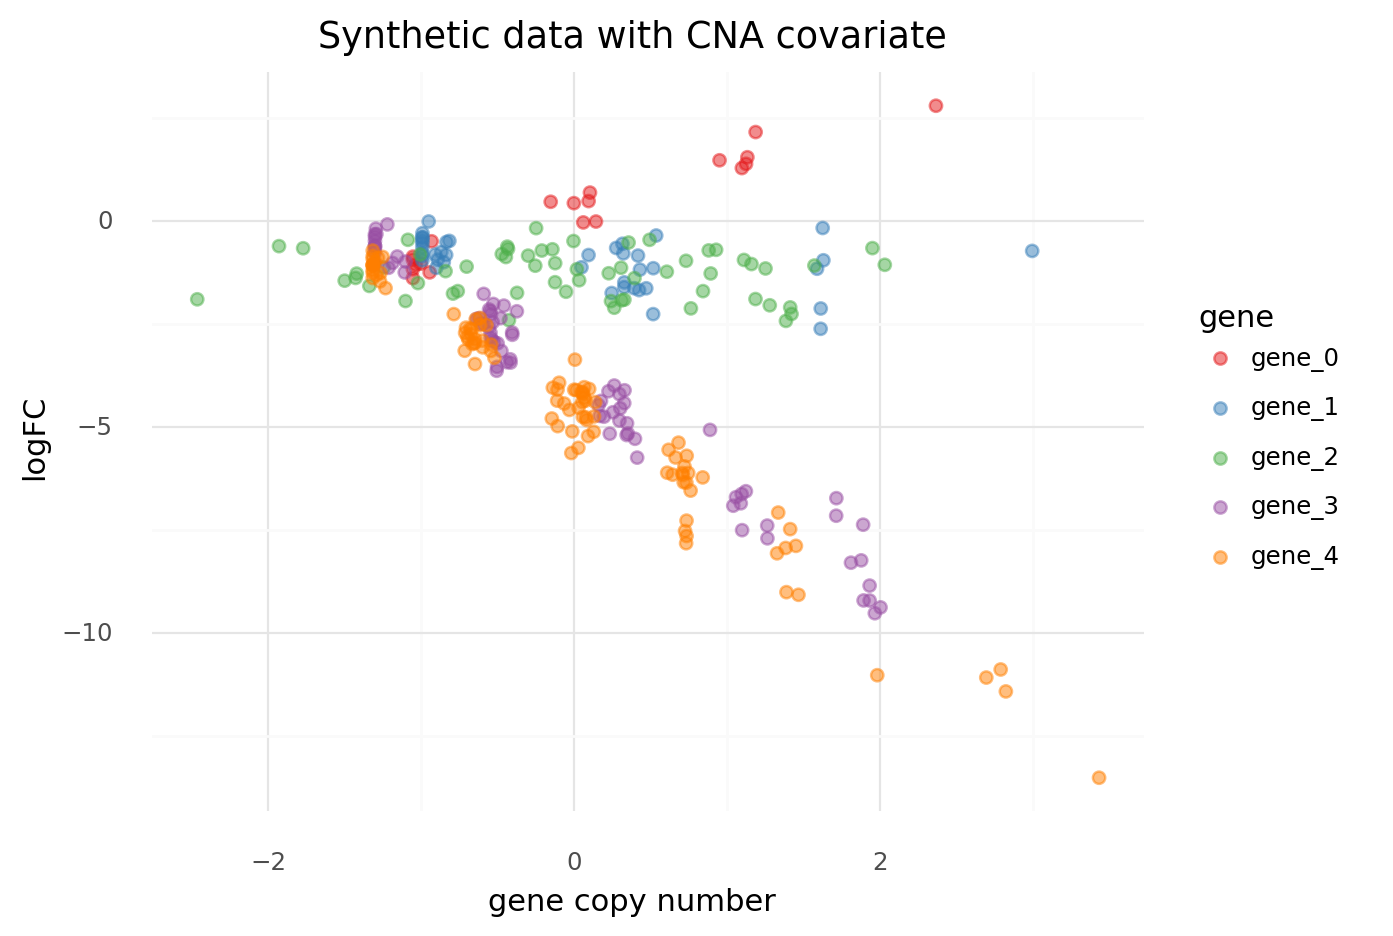 Synthetic data with CNA covariate
0
−5
−10
logFC
−2
0
2
gene copy number
gene
gene_0
gene_1
gene_2
gene_3
gene_4